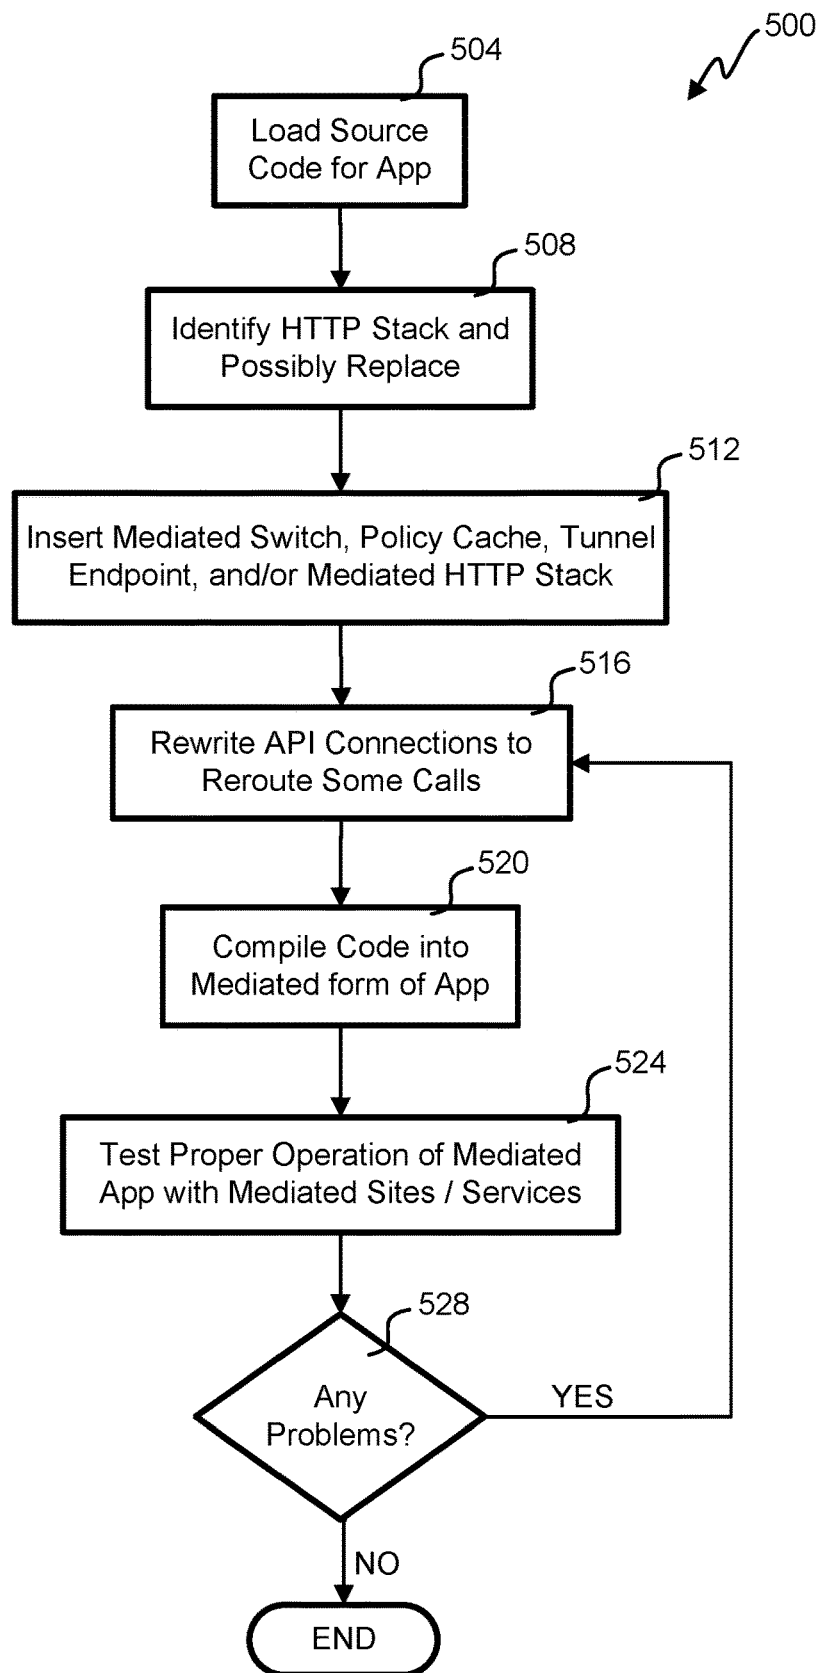 500
504
Load Source
Code for App
508
Identify HTTP Stack and
Possibly Replace
512
Insert Mediated Switch, Policy Cache, Tunnel
Endpoint, and/or Mediated HTTP Stack
516
Rewrite API Connections to
Reroute Some Calls
520
Compile Code into
Mediated form of App
524
Test Proper Operation of Mediated
App with Mediated Sites / Services
528
Any
Problems?
YES
NO
END